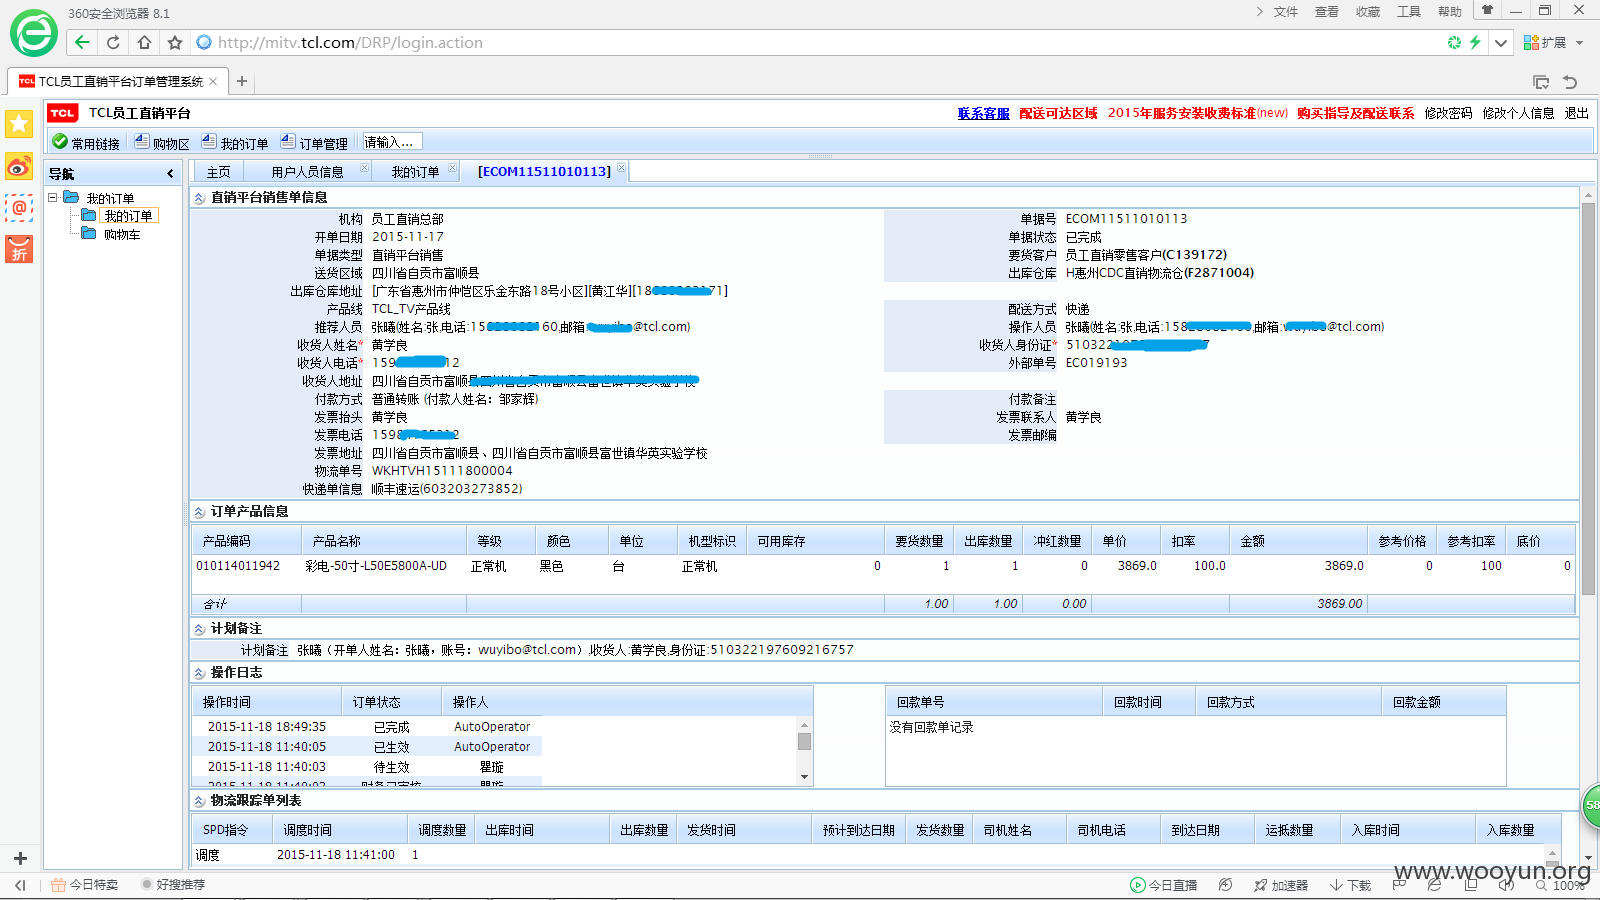 360安全浏览器 8.1
文件 查看 收藏 工具 帮助
http://mitv.tcl.com/DRP/login.action
扩展
TCL员工直销平台订单管理系统
TCL TCL员工直销平台
联系客服 配送可达区域 2015年服务安装收费标准(new) 购买指导及配送联系 修改密码 修改个人信息 退出
常用链接 购物区 我的订单 订单管理 请输入...
导航
我的订单
我的订单
购物车
主页 用户人员信息 我的订单 [ECOM11511010113]
直销平台销售单信息
机构 员工直销总部 单据号 ECOM11511010113
开单日期 2015-11-17 单据状态 已完成
单据类型 直销平台销售 要货客户 员工直销零售客户(C139172)
送货区域 四川省自贡市富顺县 出库仓库 H惠州CDC直销物流仓(F2871004)
出库仓库地址 [广东省惠州市仲恺区乐金东路18号小区][黄江华][18 71]
产品线 TCL_TV产品线 配送方式 快递
推荐人员 张曦(姓名:张,电话:15 60,邮箱: @tcl.com) 操作人员 张曦(姓名:张,电话:158 ,邮箱: @tcl.com)
收货人姓名* 黄学良 收货人身份证* 510322
收货人电话* 159 12 外部单号 EC019193
收货人地址 四川省自贡市富顺县
付款方式 普通转账 (付款人姓名：邹家辉) 付款备注
发票抬头 黄学良 发票联系人 黄学良
发票电话 159 2 发票邮编
发票地址 四川省自贡市富顺县、四川省自贡市富顺县富世镇华英实验学校
物流单号 WKHTVH15111800004
快递单信息 顺丰速运(603203273852)
订单产品信息
产品编码 产品名称 等级 颜色 单位 机型标识 可用库存 要货数量 出库数量 冲红数量 单价 扣率 金额 参考价格 参考扣率 底价
010114011942 彩电-50寸-L50E5800A-UD 正常机 黑色 台 正常机 0 1 1 0 3869.0 100.0 3869.0 0 100 0
合计 1.00 1.00 0.00 3869.00
计划备注
计划备注 张曦（开单人姓名：张曦，账号：wuyibo@tcl.com）,收货人:黄学良,身份证:510322197609216757
操作日志
操作时间 订单状态 操作人 回款单号 回款时间 回款方式 回款金额
2015-11-18 18:49:35 已完成 AutoOperator 没有回款单记录
2015-11-18 11:40:05 已生效 AutoOperator
2015-11-18 11:40:03 待生效 瞿璇
物流跟踪单列表
SPD指令 调度时间 调度数量 出库时间 出库数量 发货时间 预计到达日期 发货数量 司机姓名 司机电话 到达日期 运抵数量 入库时间 入库数量
调度 2015-11-18 11:41:00 1
58
www.wooyun.org
今日特卖 好搜推荐 今日直播 加速器 下载 100%